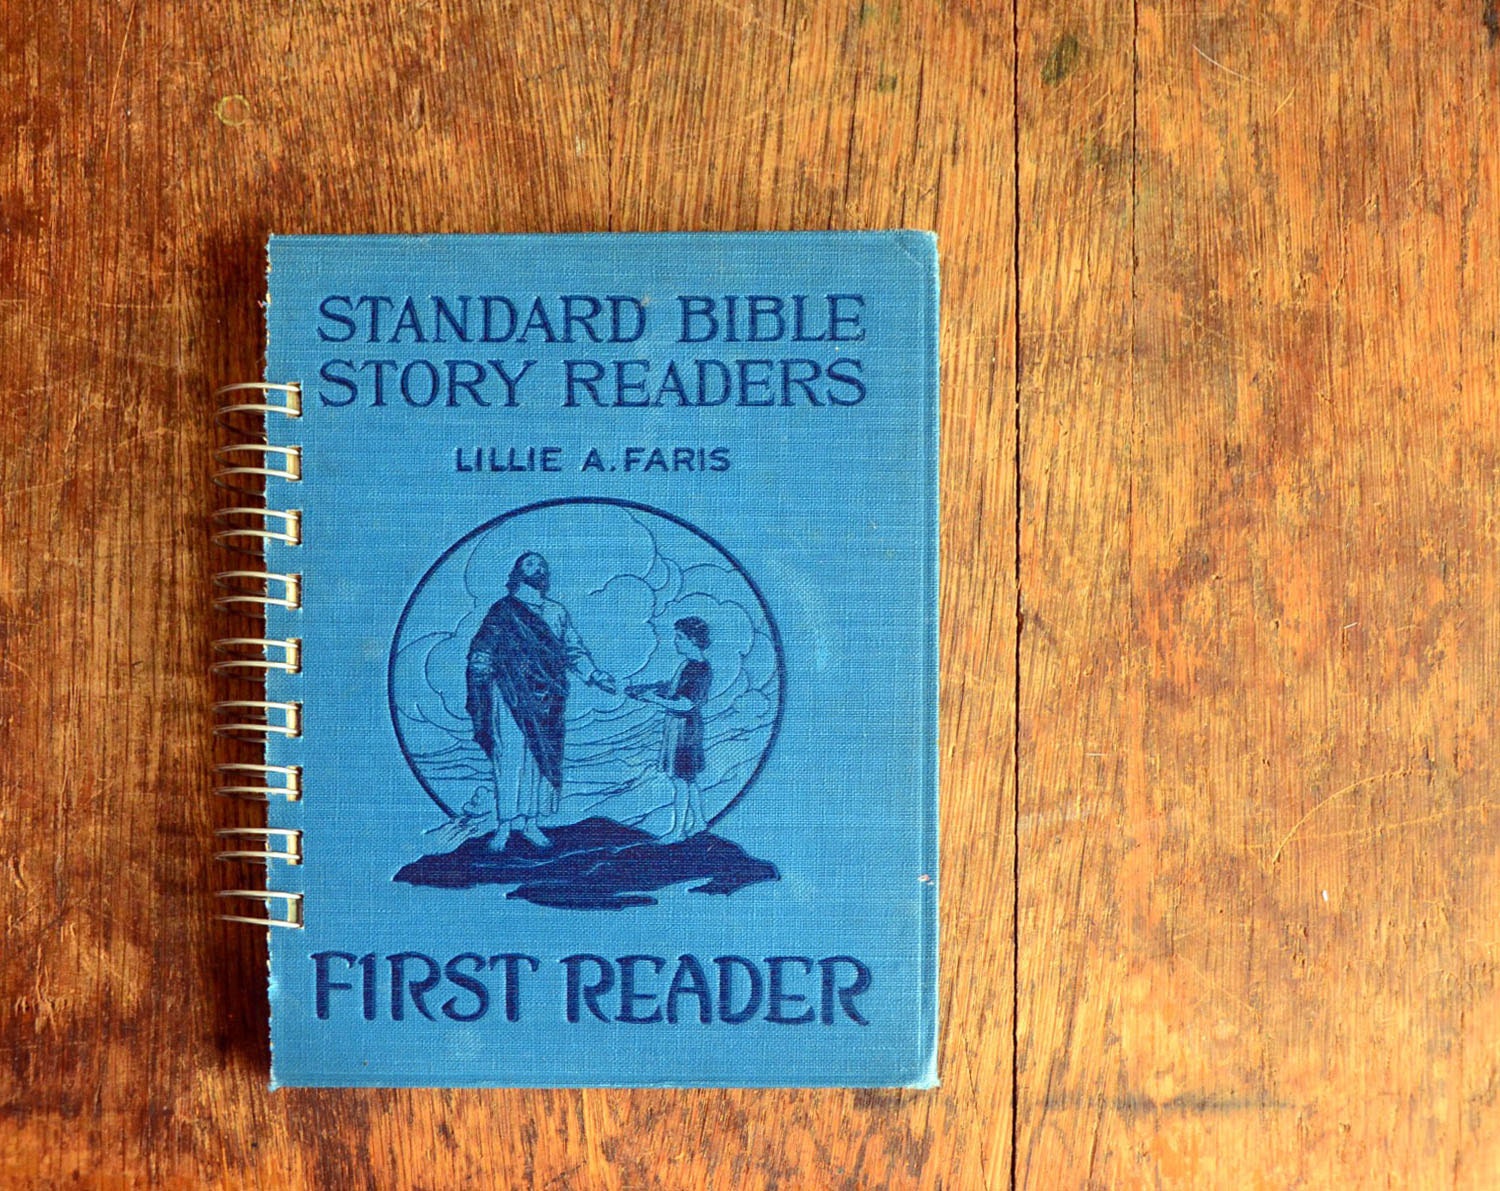 STANDARD BIBLE
STORY READERS
LILLIE A. FARIS
FIRST READER